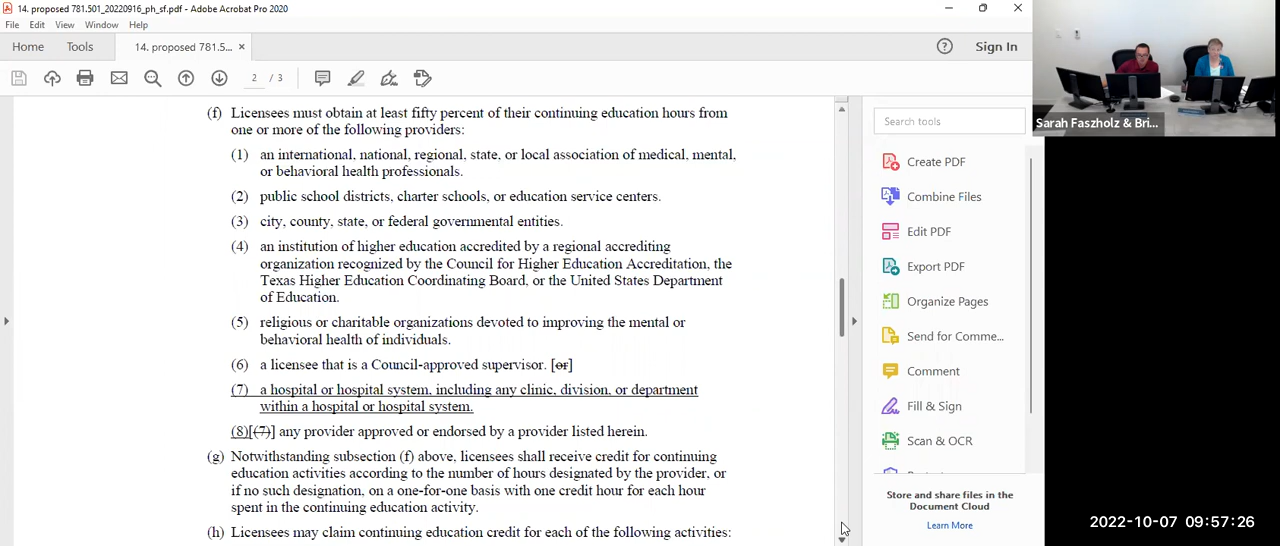 14. proposed 781.501_20220916_ph_sf.pdf - Adobe Acrobat Pro 2020
File Edit View Window Help
Home Tools 14. proposed 781.5... × Sign In
2 / 3
(f) Licensees must obtain at least fifty percent of their continuing education hours from
one or more of the following providers:
(1) an international, national, regional, state, or local association of medical, mental,
or behavioral health professionals.
(2) public school districts, charter schools, or education service centers.
(3) city, county, state, or federal governmental entities.
(4) an institution of higher education accredited by a regional accrediting
organization recognized by the Council for Higher Education Accreditation, the
Texas Higher Education Coordinating Board, or the United States Department
of Education.
(5) religious or charitable organizations devoted to improving the mental or
behavioral health of individuals.
(6) a licensee that is a Council-approved supervisor. [or]
(7) a hospital or hospital system, including any clinic, division, or department
within a hospital or hospital system.
(8)[(7)] any provider approved or endorsed by a provider listed herein.
(g) Notwithstanding subsection (f) above, licensees shall receive credit for continuing
education activities according to the number of hours designated by the provider, or
if no such designation, on a one-for-one basis with one credit hour for each hour
spent in the continuing education activity.
(h) Licensees may claim continuing education credit for each of the following activities:
Search tools
Create PDF
Combine Files
Edit PDF
Export PDF
Organize Pages
Send for Comme...
Comment
Fill & Sign
Scan & OCR
Store and share files in the
Document Cloud
Learn More
Sarah Faszholz & Bri...
2022-10-07 09:57:26